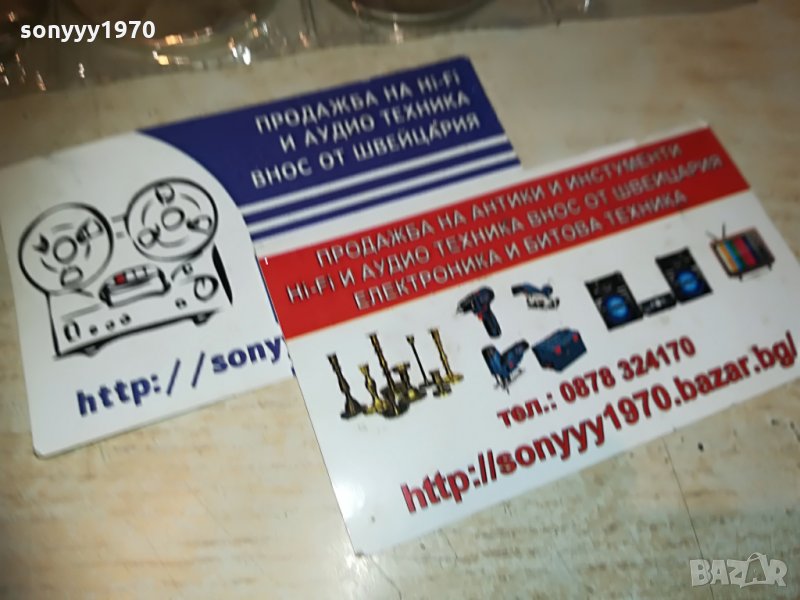 sonyyy1970
ПРОДАЖБА НА Hi-Fi
И АУДИО ТЕХНИКА
ВНОС ОТ ШВЕЙЦАРИЯ
http://sony
ПРОДАЖБА НА АНТИКИ И ИНСТУМЕНТИ
Hi-Fi И АУДИО ТЕХНИКА ВНОС ОТ ШВЕЙЦАРИЯ
ЕЛЕКТРОНИКА И БИТОВА ТЕХНИКА
тел.: 0878 324170
http://sonyyy1970.bazar.bg/
BAZAR